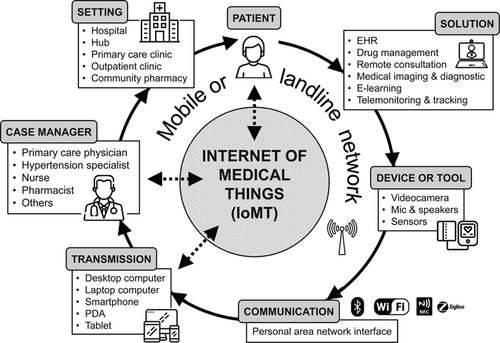 SETTING
• Hospital
• Hub
• Primary care clinic
• Outpatient clinic
• Community pharmacy
PATIENT
SOLUTION
• EHR
• Drug management
• Remote consultation
• Medical imaging & diagnostic
• E-learning
• Telemonitoring & tracking
Mobile or landline network
CASE MANAGER
• Primary care physician
• Hypertension specialist
• Nurse
• Pharmacist
• Others
INTERNET OF
MEDICAL
THINGS
(IoMT)
DEVICE OR TOOL
• Videocamera
• Mic & speakers
• Sensors
TRANSMISSION
• Desktop computer
• Laptop computer
• Smartphone
• PDA
• Tablet
COMMUNICATION
Personal area network interface
WiFi
NFC
ZigBee